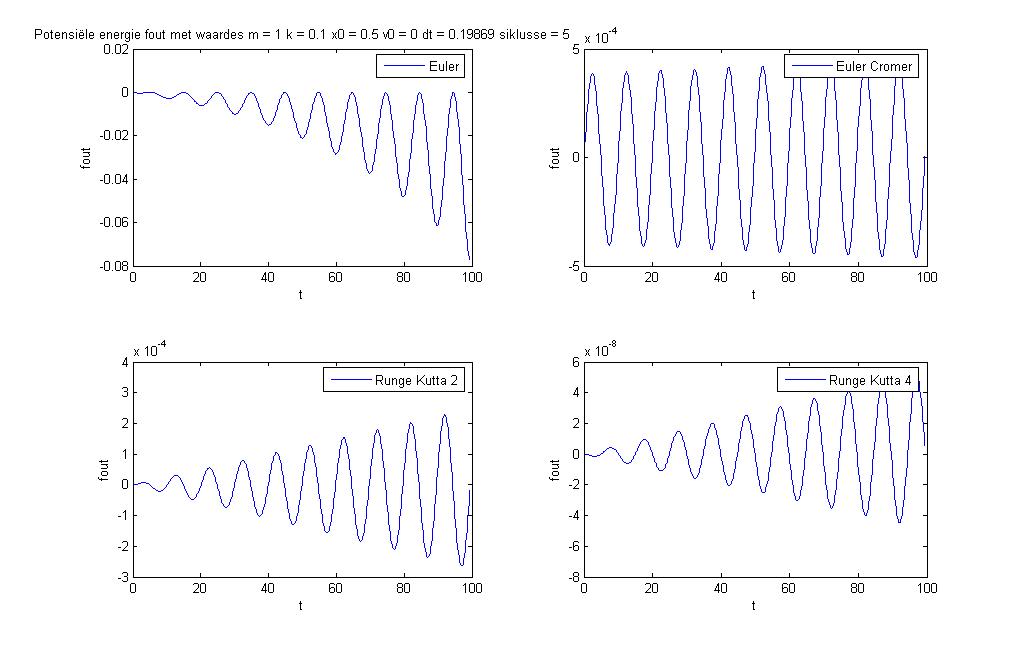 Potensiële energie fout met waardes m = 1 k = 0.1 x0 = 0.5 v0 = 0 dt = 0.19869 siklusse = 5
0.02
0
-0.02
-0.04
-0.06
-0.08
fout
Euler
0 20 40 60 80 100
t
x 10-4
5
0
-5
fout
Euler Cromer
0 20 40 60 80 100
t
x 10-4
4
3
2
1
0
-1
-2
-3
fout
Runge Kutta 2
0 20 40 60 80 100
t
x 10-8
6
4
2
0
-2
-4
-6
-8
fout
Runge Kutta 4
0 20 40 60 80 100
t